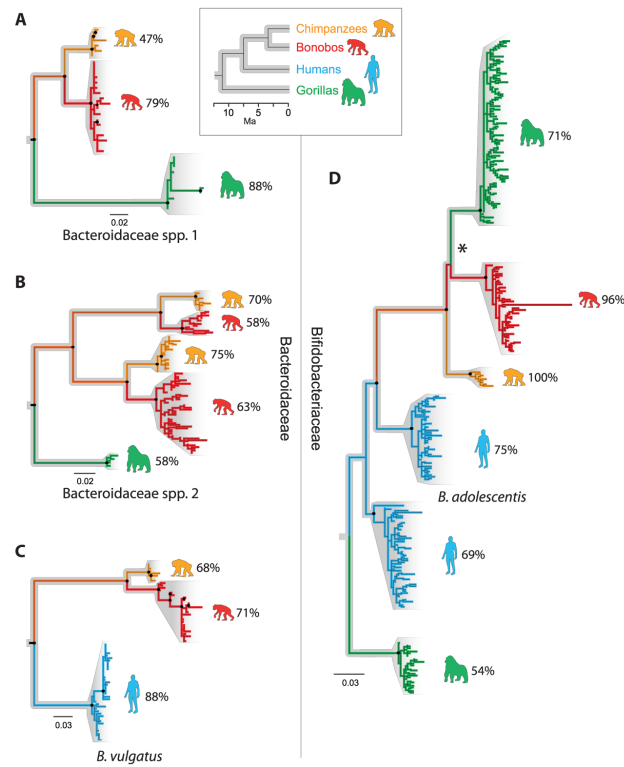 A
47%
79%
88%
0.02
Bacteroidaceae spp. 1
Chimpanzees
Bonobos
Humans
Gorillas
10
5
0
Ma
B
70%
58%
75%
63%
58%
0.02
Bacteroidaceae spp. 2
Bacteroidaceae
Bifidobacteriaceae
C
68%
71%
88%
0.03
B. vulgatus
D
71%
*
96%
100%
75%
B. adolescentis
69%
54%
0.03